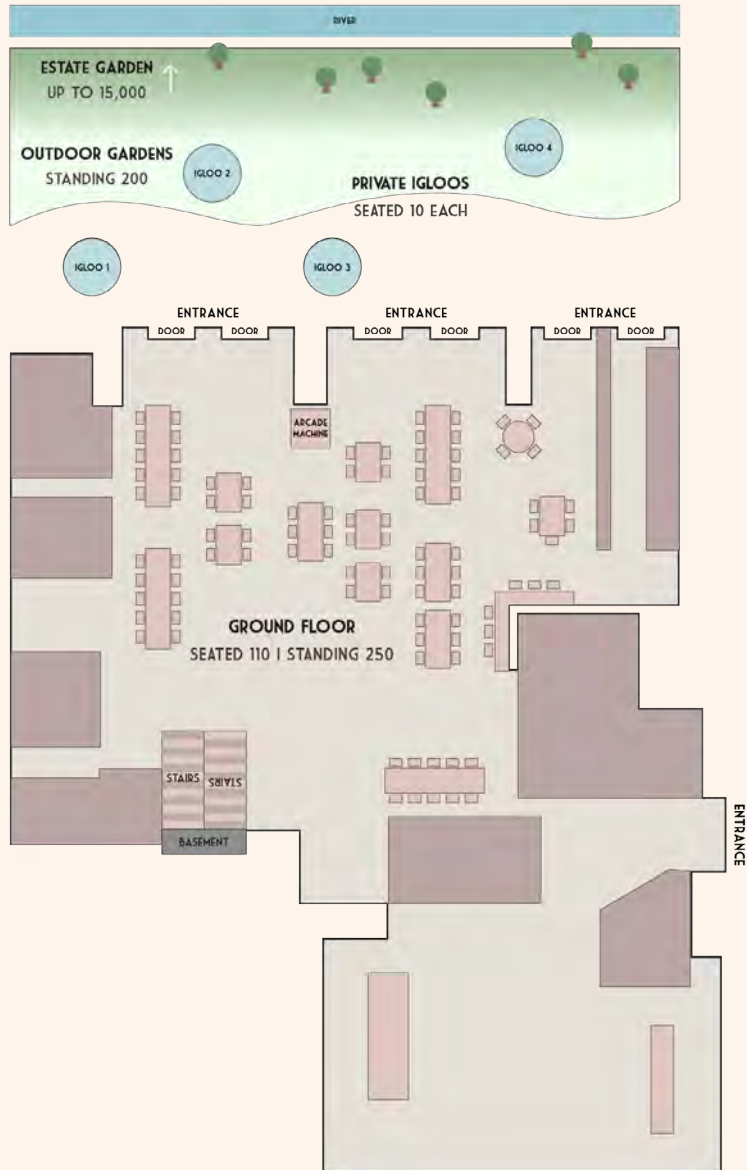 RIVER
ESTATE GARDEN
UP TO 15,000
OUTDOOR GARDENS
STANDING 200
IGLOO 2
IGLOO 4
PRIVATE IGLOOS
SEATED 10 EACH
IGLOO 1
IGLOO 3
ENTRANCE
ENTRANCE
ENTRANCE
DOOR
DOOR
DOOR
DOOR
DOOR
DOOR
ARCADE
MACHINE
GROUND FLOOR
SEATED 110 | STANDING 250
STAIRS
STAIRS
BASEMENT
ENTRANCE